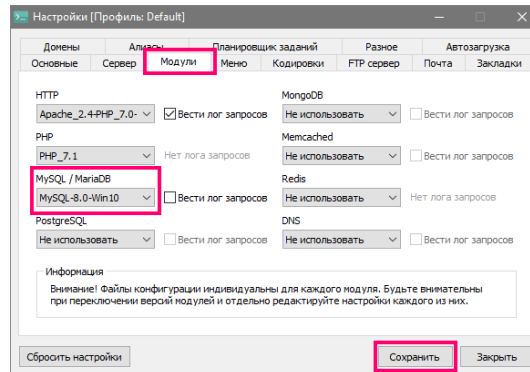 Настройки [Профиль: Default]
Домены Алиасы Планировщик заданий Разное Автозагрузка
Основные Сервер Модули Меню Кодировки FTP сервер Почта Закладки
HTTP MongoDB
Apache_2.4-PHP_7.0- Вести лог запросов Не использовать Вести лог запросов
PHP Memcached
PHP_7.1 Нет лога запросов Не использовать Вести лог запросов
MySQL / MariaDB Redis
MySQL-8.0-Win10 Вести лог запросов Не использовать Нет лога запросов
PostgreSQL DNS
Не использовать Вести лог запросов Не использовать Вести лог запросов
Информация
Внимание! Файлы конфигурации индивидуальны для каждого модуля. Будьте внимательны
при переключении версий модулей и отдельно редактируйте настройки каждого из них.
Сбросить настройки Сохранить Закрыть